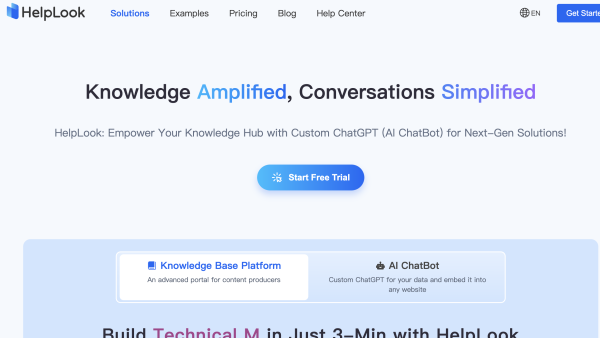 HelpLook Solutions Examples Pricing Blog Help Center EN Get Starte
Knowledge Amplified, Conversations Simplified
HelpLook: Empower Your Knowledge Hub with Custom ChatGPT (AI ChatBot) for Next-Gen Solutions!
Start Free Trial
Knowledge Base Platform
An advanced portal for content producers
AI ChatBot
Custom ChatGPT for your data and embed it into
any website
Build Technical M in Just 3-Min with HelpLook